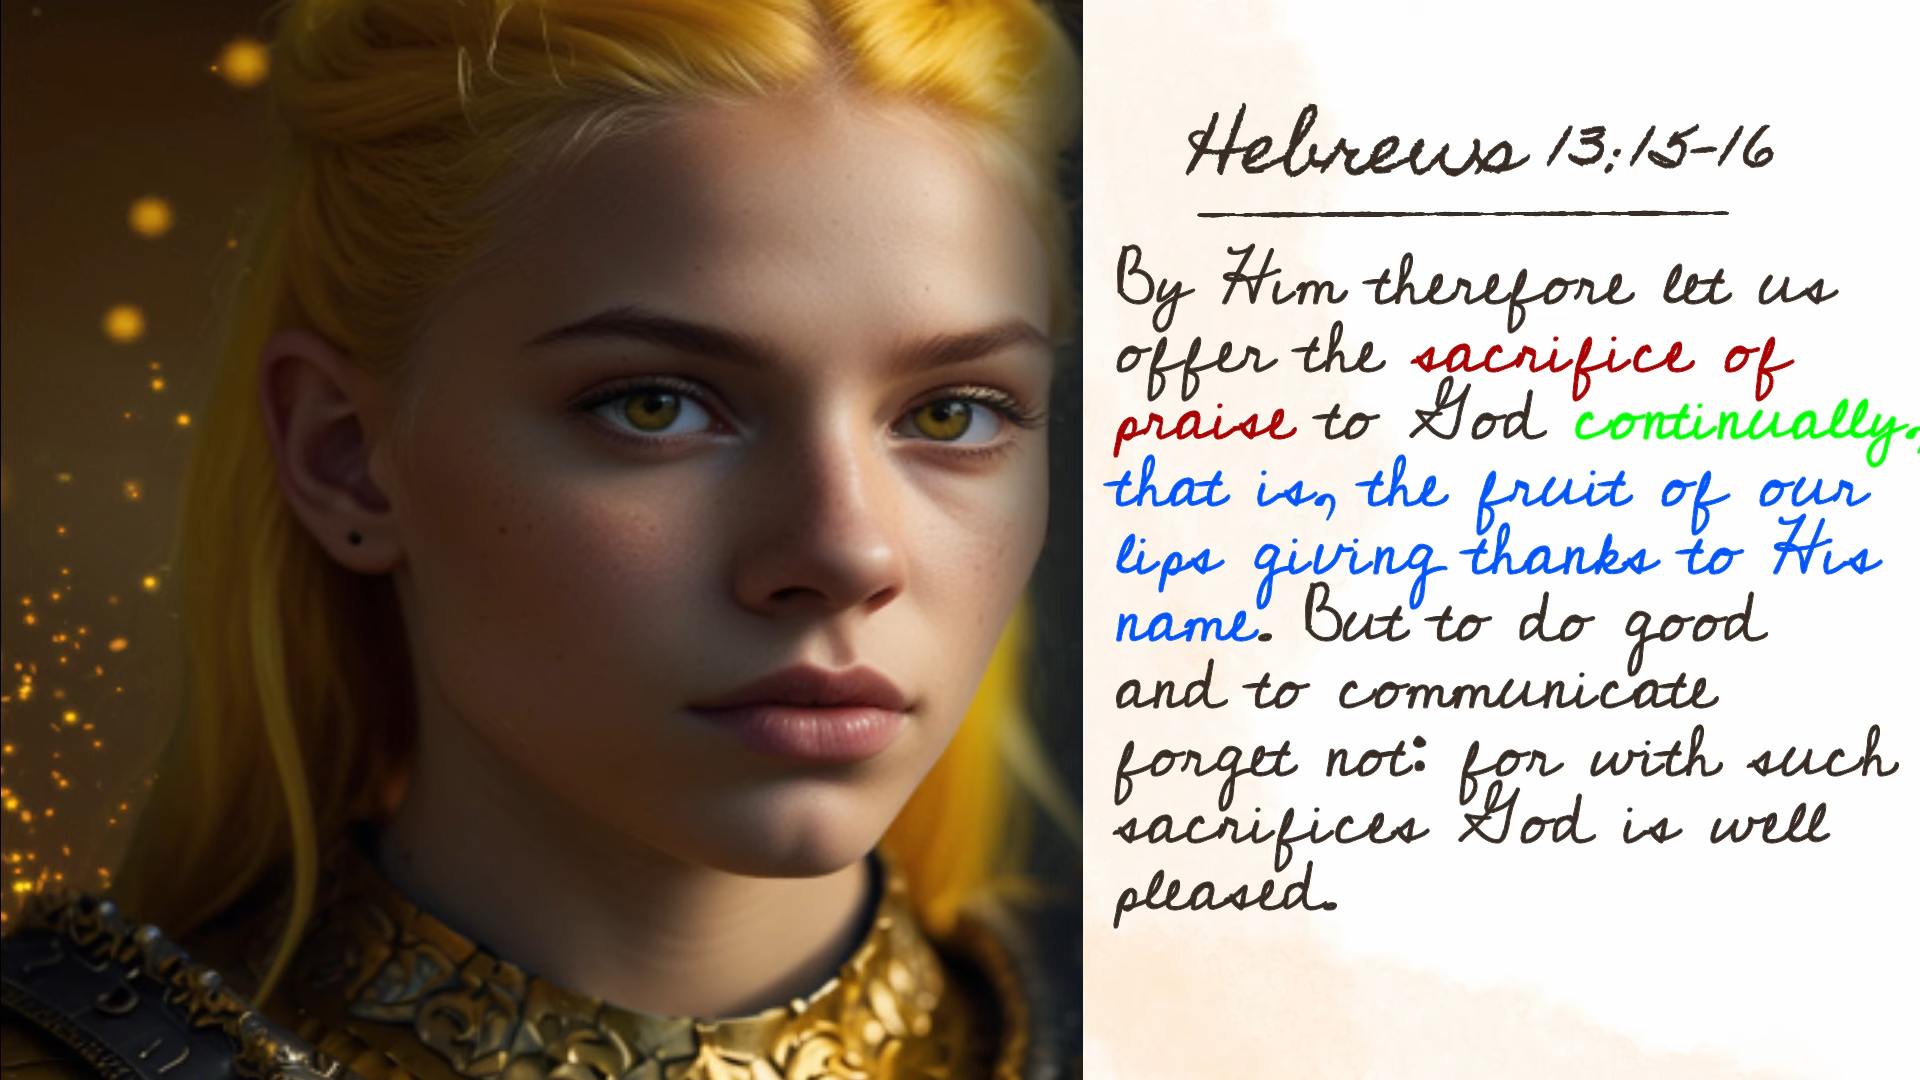 Hebrews 13:15-16
By Him therefore let us
offer the sacrifice of
praise to God continually,
that is, the fruit of our
lips giving thanks to His
name. But to do good
and to communicate
forget not: for with such
sacrifices God is well
pleased.